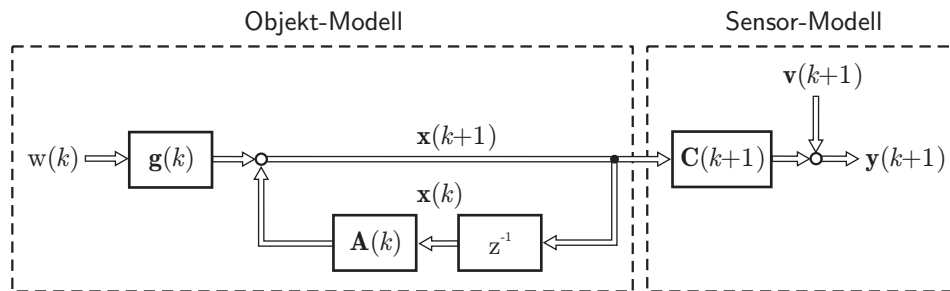 Objekt-Modell
Sensor-Modell
v(k+1)
x(k+1)
w(k)
g(k)
C(k+1)
y(k+1)
x(k)
A(k)
z⁻¹